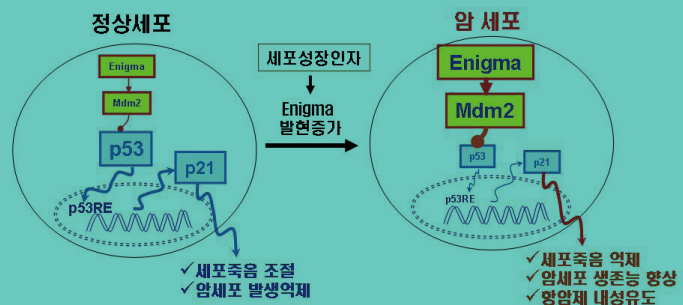 정상세포
암 세포
세포성장인자
Enigma
발현증가
Enigma
Mdm2
p53
p21
p53RE
✓세포죽음 조절
✓암세포 발생억제
Enigma
Mdm2
p53
p21
p53RE
✓세포죽음 억제
✓암세포 생존능 향상
✓항암제 내성유도